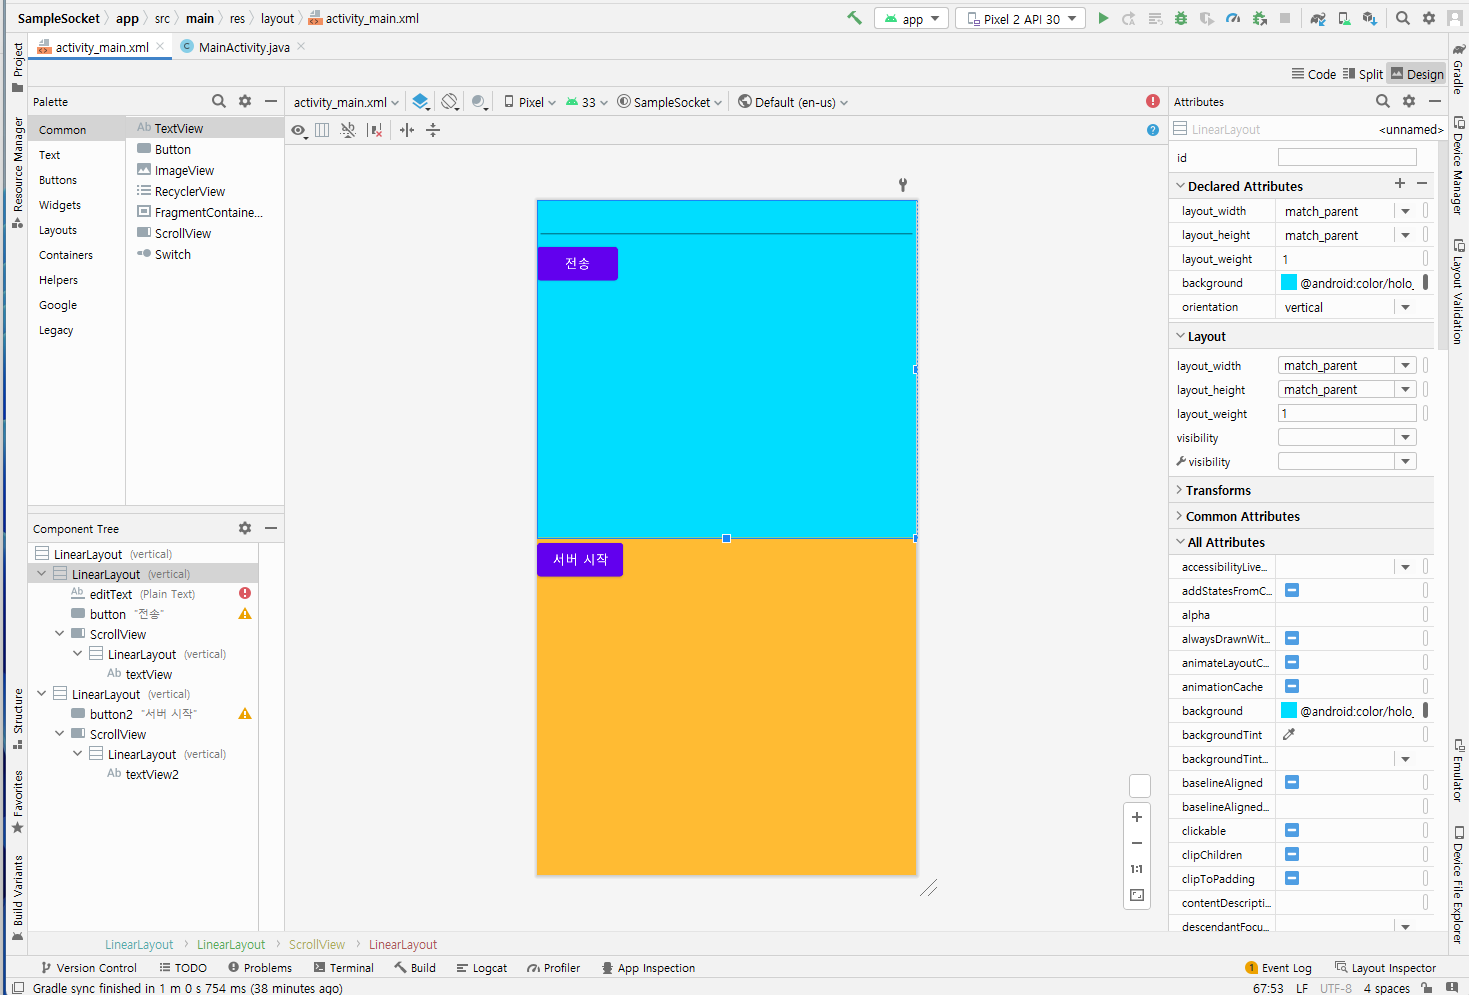 SampleSocket app src main res layout activity_main.xml
app Pixel 2 API 30
activity_main.xml MainActivity.java
Code Split Design
Project
Resource Manager
Structure
Favorites
Build Variants
Palette
Common
Text
Buttons
Widgets
Layouts
Containers
Helpers
Google
Legacy
Ab TextView
Button
ImageView
RecyclerView
FragmentContaine...
ScrollView
Switch
Component Tree
LinearLayout (vertical)
LinearLayout (vertical)
Ab editText (Plain Text)
button "전송"
ScrollView
LinearLayout (vertical)
Ab textView
LinearLayout (vertical)
button2 "서버 시작"
ScrollView
LinearLayout (vertical)
Ab textView2
activity_main.xml Pixel 33 SampleSocket Default (en-us)
전송
서버 시작
1:1
Attributes
LinearLayout <unnamed>
id
Declared Attributes
layout_width match_parent
layout_height match_parent
layout_weight 1
background @android:color/holo_
orientation vertical
Layout
layout_width match_parent
layout_height match_parent
layout_weight 1
visibility
visibility
Transforms
Common Attributes
All Attributes
accessibilityLive...
addStatesFromC...
alpha
alwaysDrawnWit...
animateLayoutC...
animationCache
background @android:color/holo_
backgroundTint
backgroundTint...
baselineAligned
baselineAligned...
clickable
clipChildren
clipToPadding
contentDescripti...
descendantFocu...
Gradle
Device Manager
Layout Validation
Emulator
Device File Explorer
LinearLayout LinearLayout ScrollView LinearLayout
Version Control TODO Problems Terminal Build Logcat Profiler App Inspection 1 Event Log Layout Inspector
Gradle sync finished in 1 m 0 s 754 ms (38 minutes ago) 67:53 LF UTF-8 4 spaces